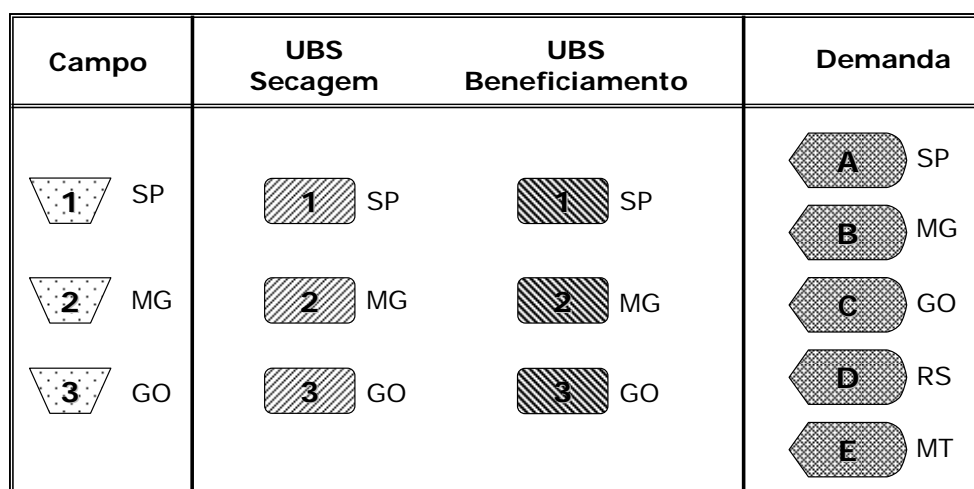 Campo
UBS
Secagem
UBS
Beneficiamento
Demanda
1 SP
2 MG
3 GO
1 SP
2 MG
3 GO
1 SP
2 MG
3 GO
A SP
B MG
C GO
D RS
E MT